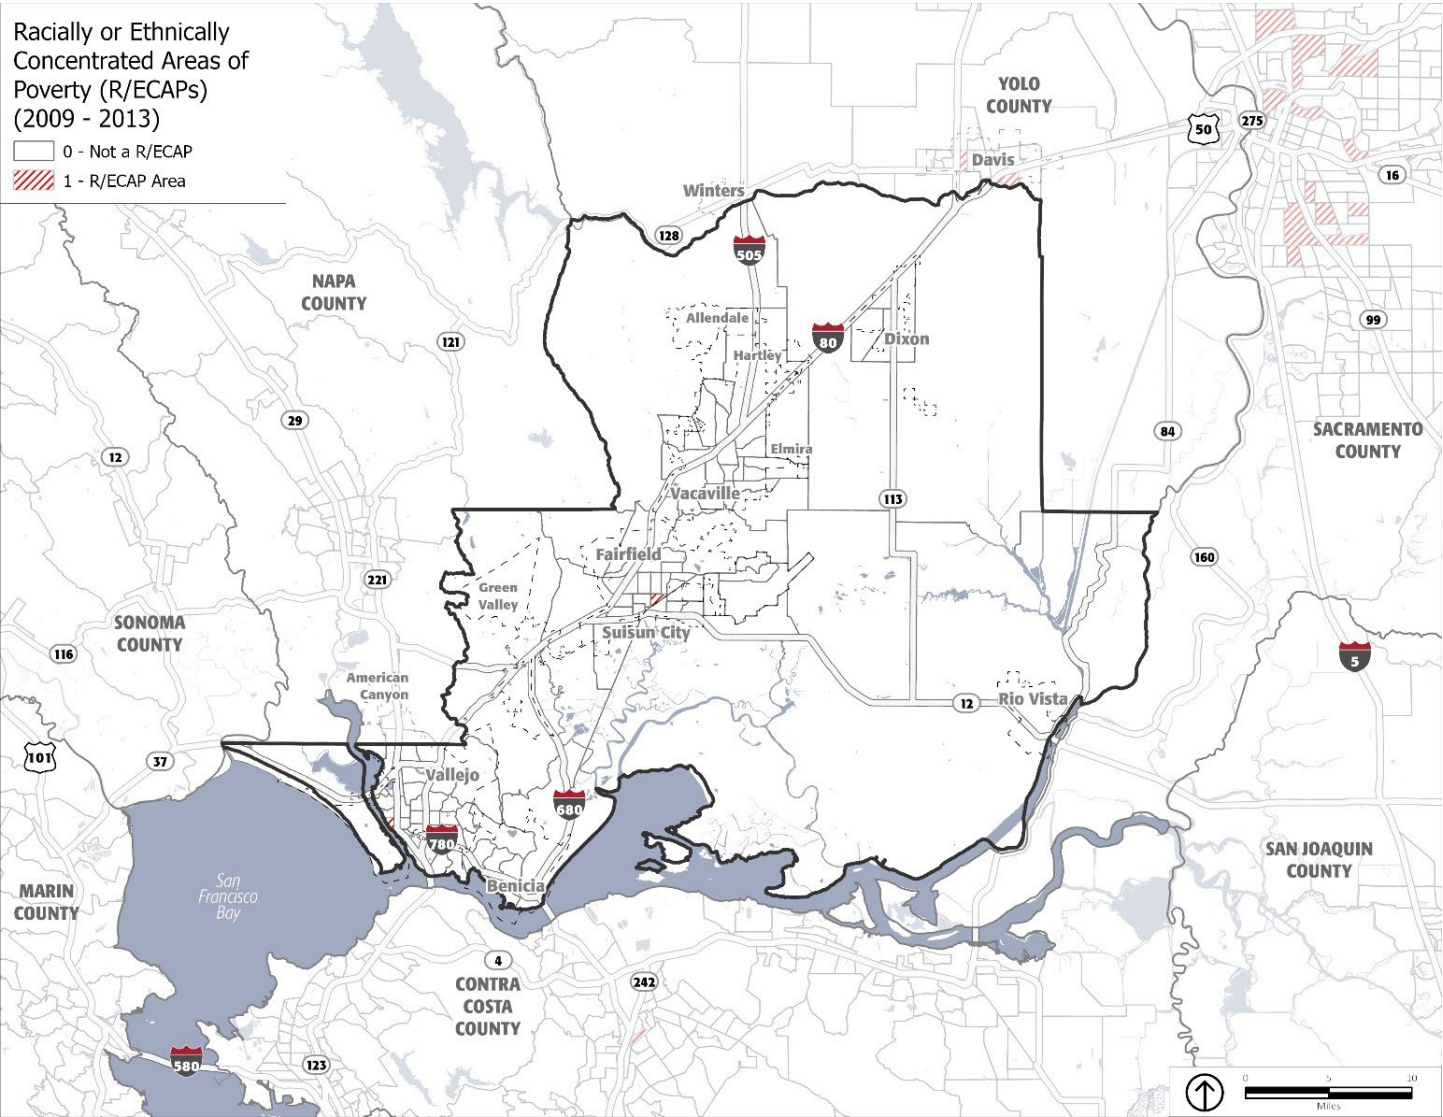 Racially or Ethnically
Concentrated Areas of
Poverty (R/ECAPs)
(2009 - 2013)
0 - Not a R/ECAP
1 - R/ECAP Area
YOLO
COUNTY
50
275
Davis
16
Winters
128
505
NAPA
COUNTY
Allendale
99
121
80
Dixon
Hartley
29
84
SACRAMENTO
COUNTY
12
Elmira
Vacaville
113
Fairfield
160
221
Green
Valley
SONOMA
COUNTY
Suisun City
116
5
American
Canyon
12
Rio Vista
101
37
Vallejo
680
780
SAN JOAQUIN
COUNTY
MARIN
COUNTY
San
Francisco
Bay
Benicia
4
CONTRA
COSTA
COUNTY
242
580
123
0 5 10
Miles